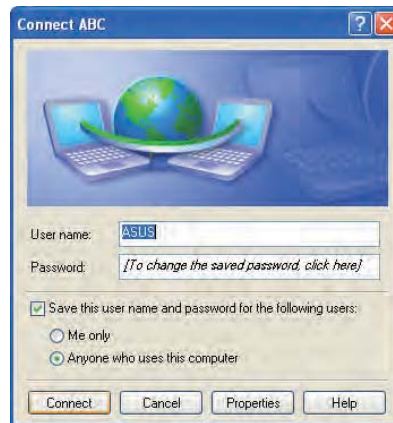 Connect ABC
User name: ASUS
Password: [To change the saved password, click here]
Save this user name and password for the following users:
Me only
Anyone who uses this computer
Connect Cancel Properties Help